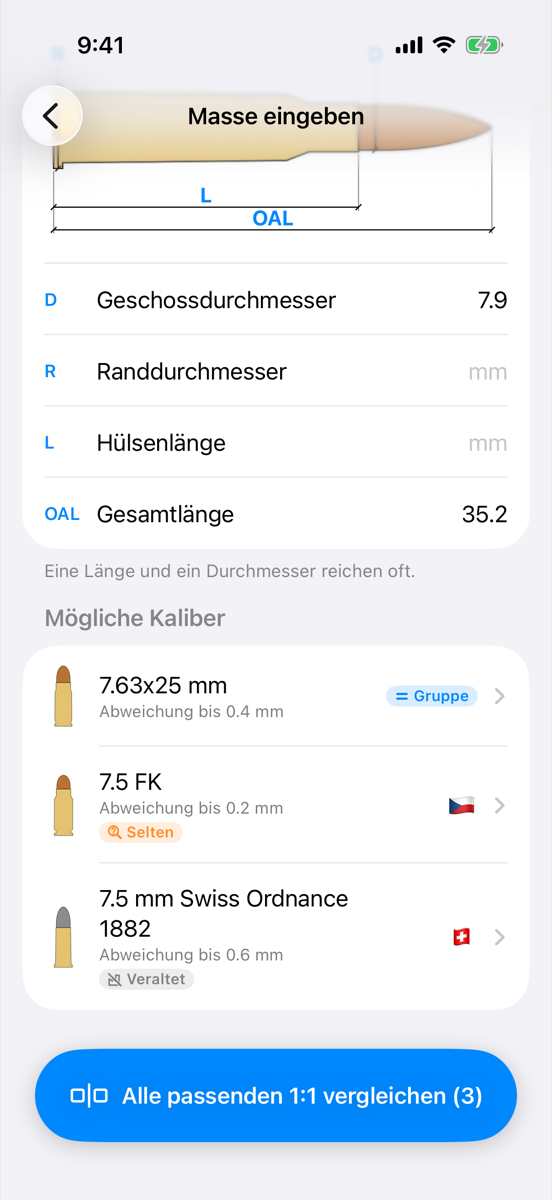 9:41
Masse eingeben
L
OAL
D Geschossdurchmesser 7.9
R Randdurchmesser mm
L Hülsenlänge mm
OAL Gesamtlänge 35.2
Eine Länge und ein Durchmesser reichen oft.
Mögliche Kaliber
7.63x25 mm
Abweichung bis 0.4 mm
= Gruppe
7.5 FK
Abweichung bis 0.2 mm
Selten
7.5 mm Swiss Ordnance
1882
Abweichung bis 0.6 mm
Veraltet
Alle passenden 1:1 vergleichen (3)